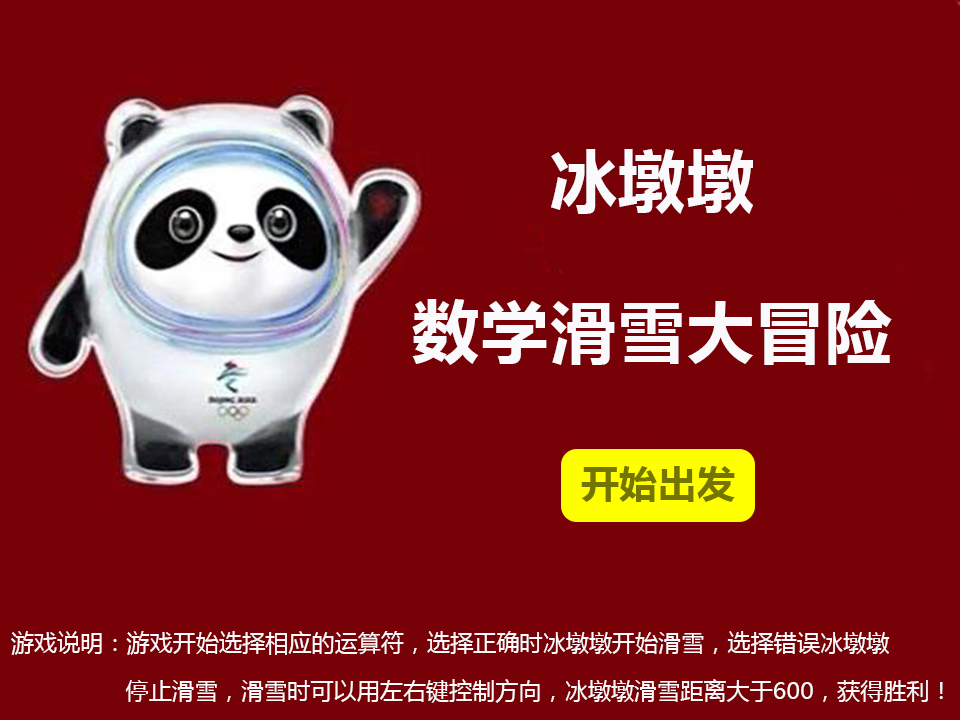 冰墩墩
数学滑雪大冒险
BEIJING 2022
开始出发
游戏说明：游戏开始选择相应的运算符，选择正确时冰墩墩开始滑雪，选择错误冰墩墩
停止滑雪，滑雪时可以用左右键控制方向，冰墩墩滑雪距离大于600，获得胜利！